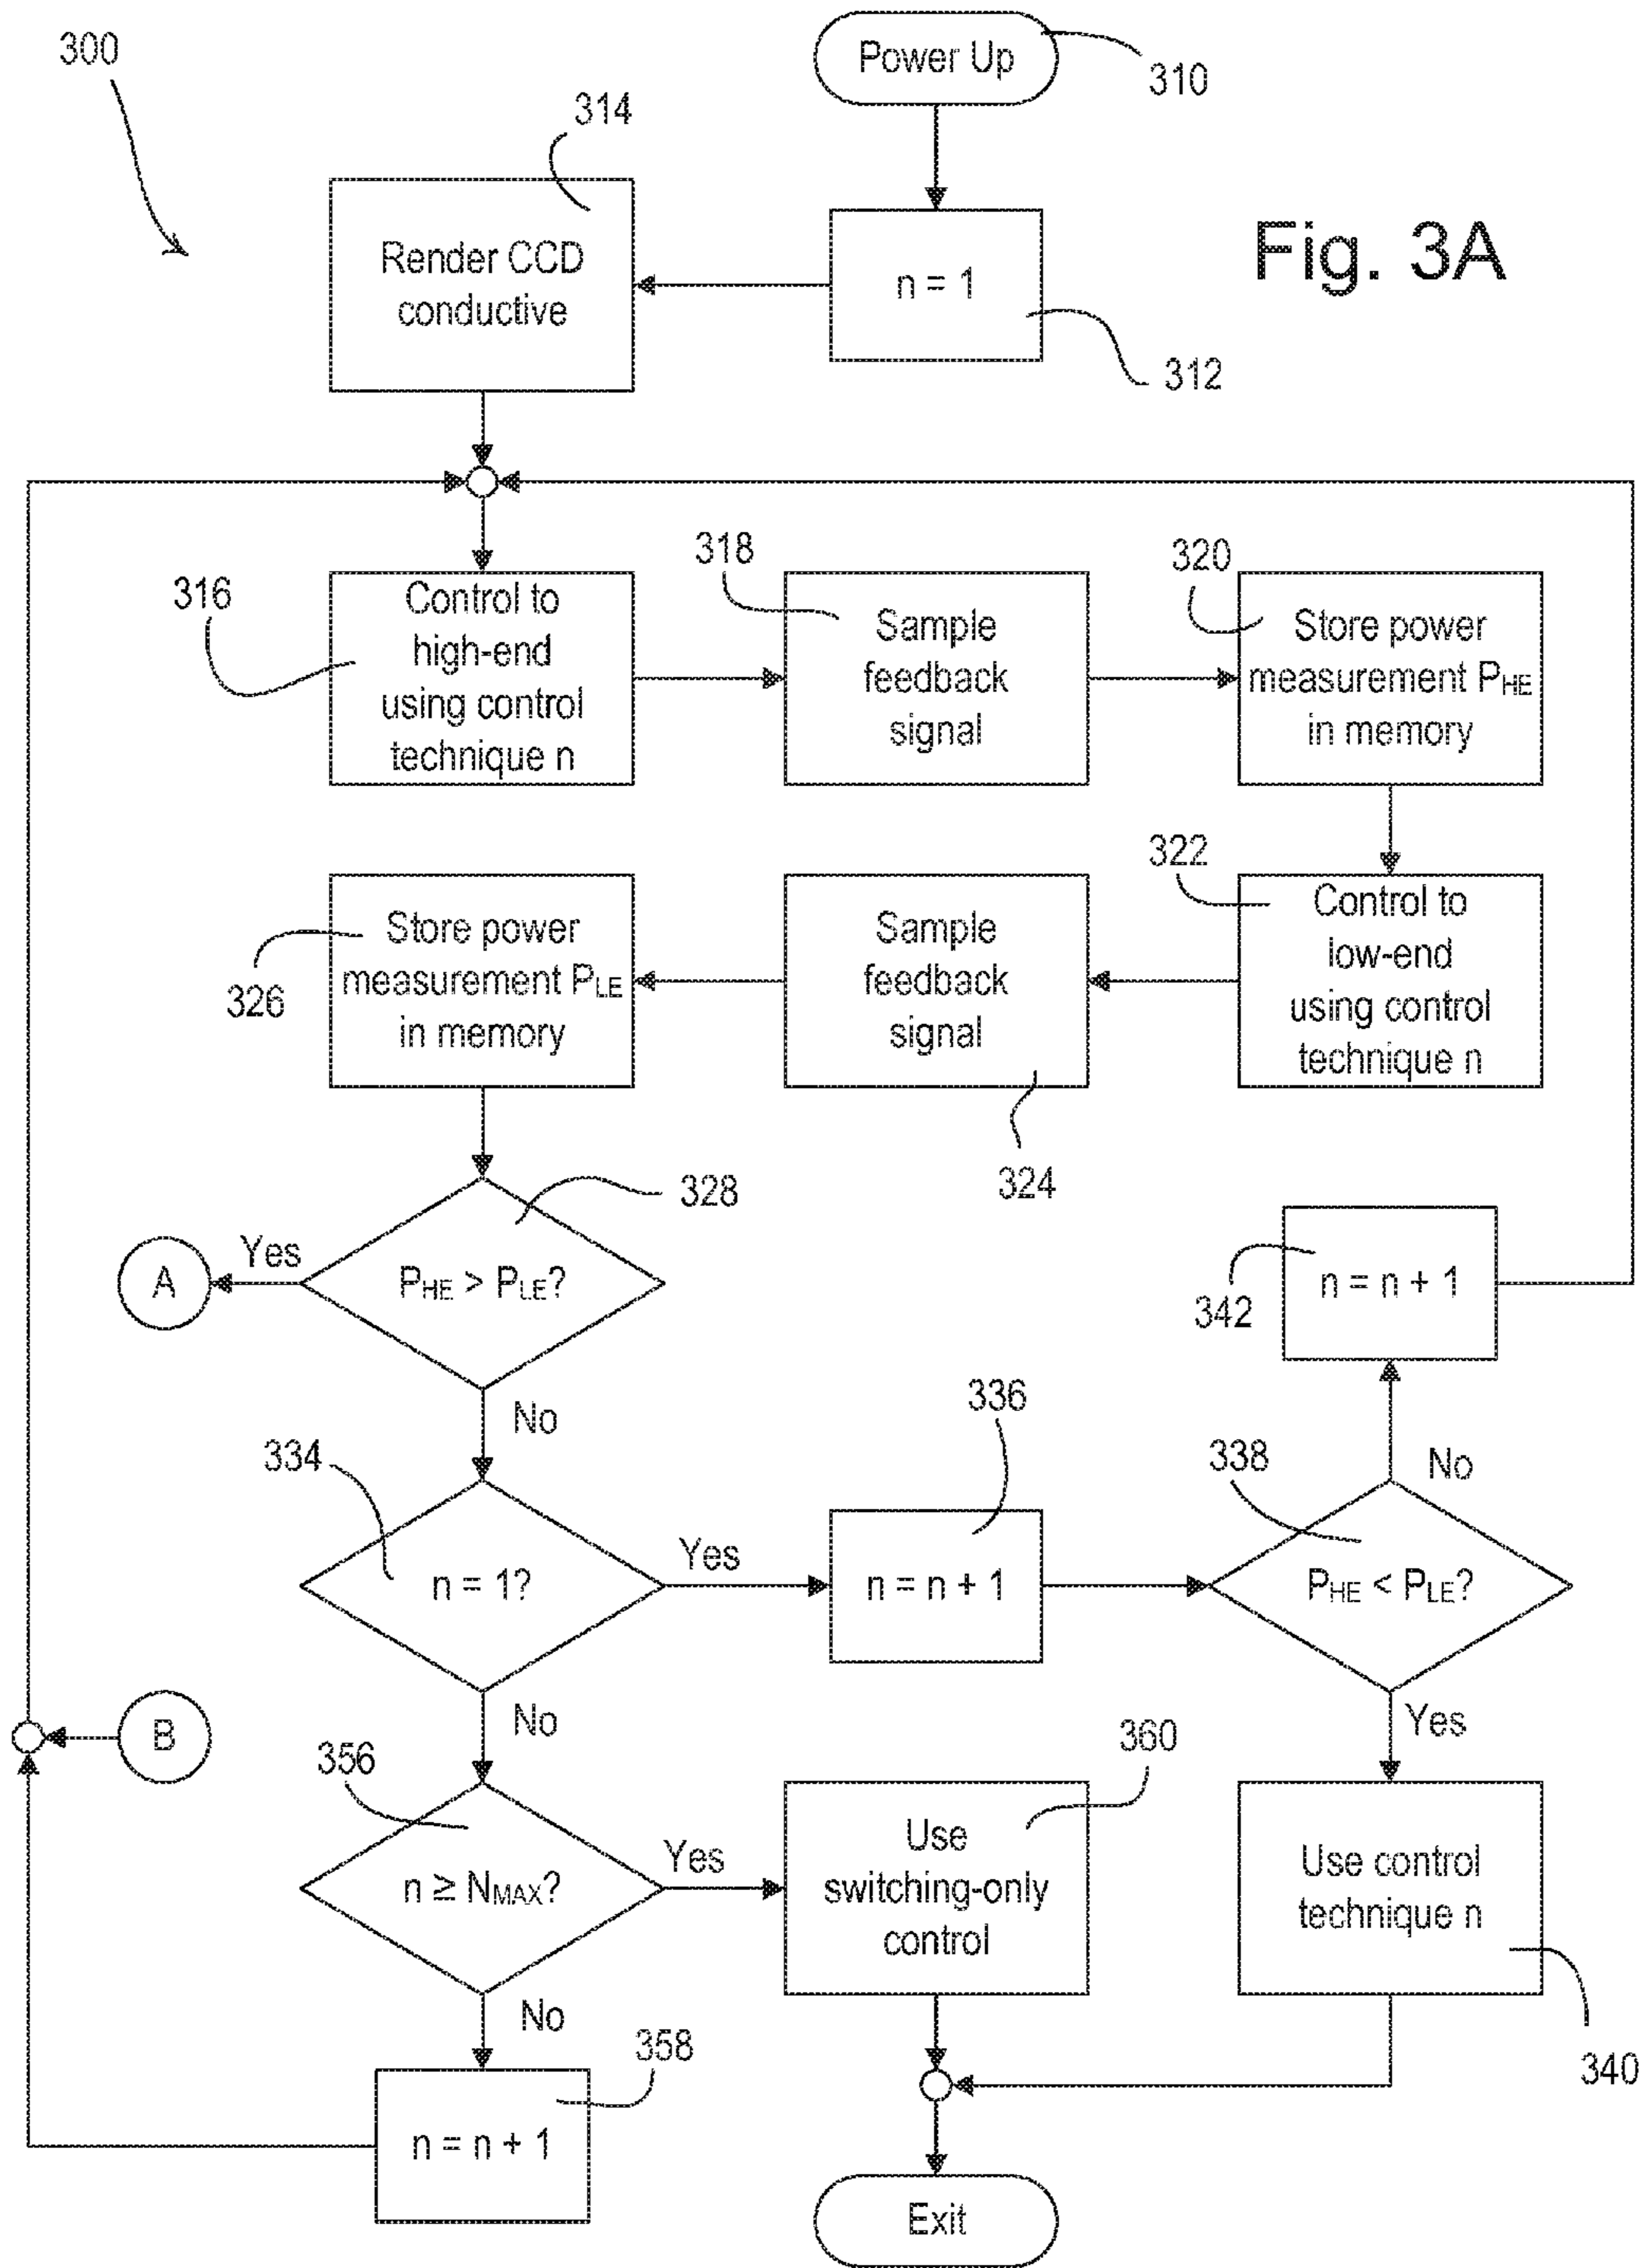 300
Power Up
310
314
Render CCD
conductive
n = 1
312
Fig. 3A
316
Control to
high-end
using control
technique n
318
Sample
feedback
signal
320
Store power
measurement PHE
in memory
322
Control to
low-end
using control
technique n
Sample
feedback
signal
324
Store power
measurement PLE
in memory
326
328
PHE > PLE?
Yes
A
No
334
n = 1?
Yes
336
n = n + 1
338
PHE < PLE?
No
342
n = n + 1
Yes
Use control
technique n
340
No
B
356
n ≥ NMAX?
Yes
360
Use
switching-only
control
No
358
n = n + 1
Exit